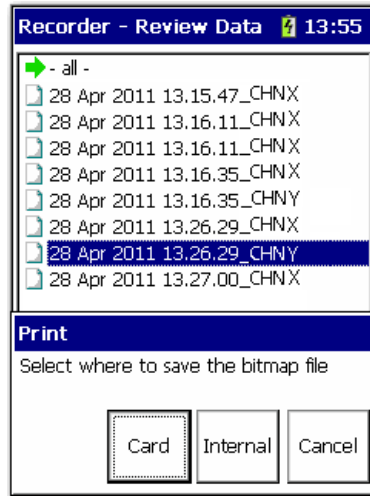 Recorder - Review Data 13:55
- all -
28 Apr 2011 13.15.47_CHNX
28 Apr 2011 13.16.11_CHNX
28 Apr 2011 13.16.11_CHNX
28 Apr 2011 13.16.35_CHNX
28 Apr 2011 13.16.35_CHNY
28 Apr 2011 13.26.29_CHNX
28 Apr 2011 13.26.29_CHNY
28 Apr 2011 13.27.00_CHNX
Print
Select where to save the bitmap file
Card Internal Cancel